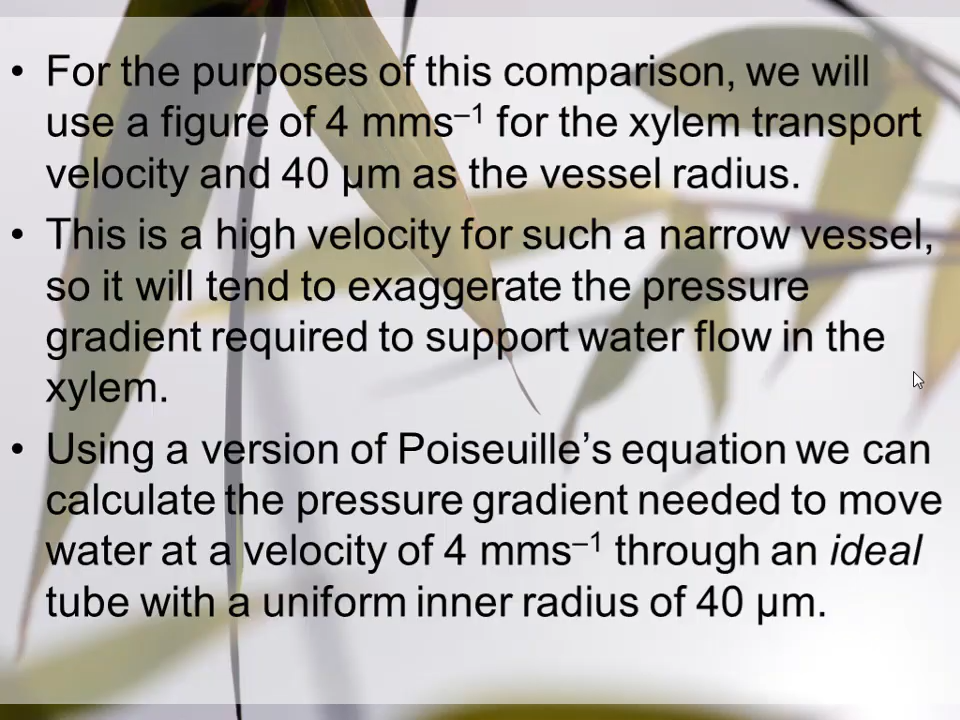 • For the purposes of this comparison, we will
use a figure of 4 mms⁻¹ for the xylem transport
velocity and 40 µm as the vessel radius.
• This is a high velocity for such a narrow vessel,
so it will tend to exaggerate the pressure
gradient required to support water flow in the
xylem.
• Using a version of Poiseuille’s equation we can
calculate the pressure gradient needed to move
water at a velocity of 4 mms⁻¹ through an ideal
tube with a uniform inner radius of 40 µm.